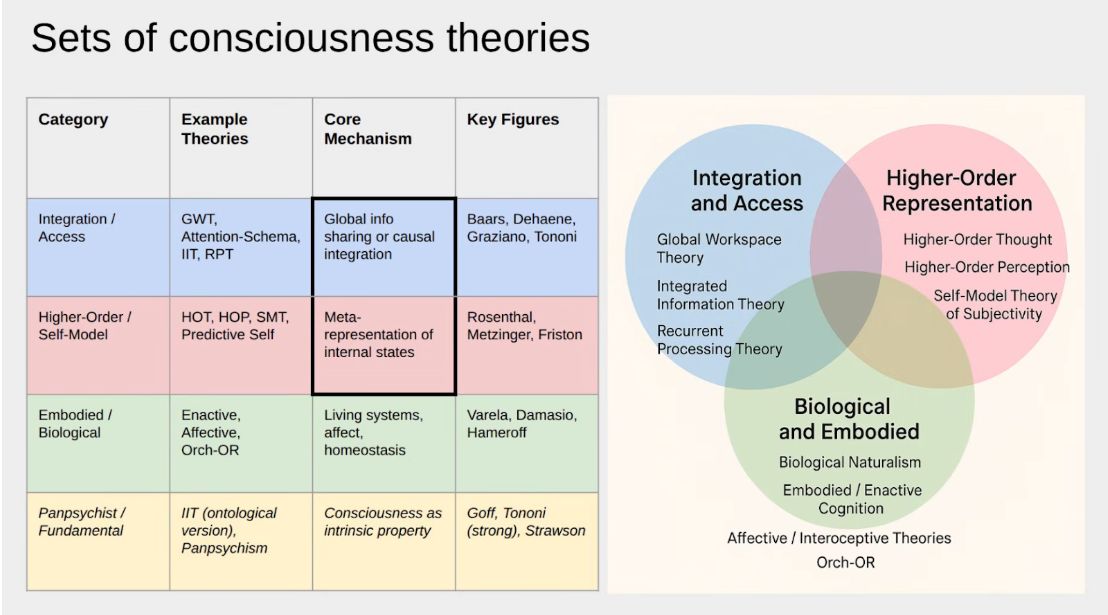 Sets of consciousness theories
Category
Example
Theories
Core
Mechanism
Key Figures
Integration /
Access
GWT,
Attention-Schema,
IIT, RPT
Global info
sharing or causal
integration
Baars, Dehaene,
Graziano, Tononi
Higher-Order /
Self-Model
HOT, HOP, SMT,
Predictive Self
Meta-
representation of
internal states
Rosenthal,
Metzinger, Friston
Embodied /
Biological
Enactive,
Affective,
Orch-OR
Living systems,
affect,
homeostasis
Varela, Damasio,
Hameroff
Panpsychist /
Fundamental
IIT (ontological
version),
Panpsychism
Consciousness as
intrinsic property
Goff, Tononi
(strong), Strawson
Integration
and Access
Global Workspace
Theory
Integrated
Information Theory
Recurrent
Processing Theory
Higher-Order
Representation
Higher-Order Thought
Higher-Order Perception
Self-Model Theory
of Subjectivity
Biological
and Embodied
Biological Naturalism
Embodied / Enactive
Cognition
Affective / Interoceptive Theories
Orch-OR